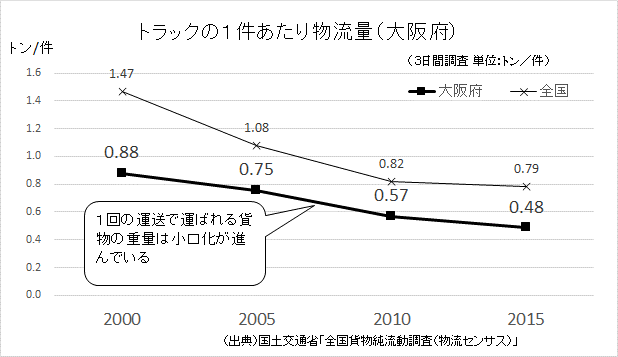 トラックの１件あたり物流量（大阪府）
トン/件
（3日間調査 単位:トン／件）
大阪府 全国
1.6
1.4
1.2
1.0
0.8
0.6
0.4
0.2
0.0
1.47
1.08
0.82
0.79
0.88
0.75
0.57
0.48
１回の運送で運ばれる貨
物の重量は小口化が進
んでいる
2000 2005 2010 2015
（出典）国土交通省「全国貨物純流動調査（物流センサス）」